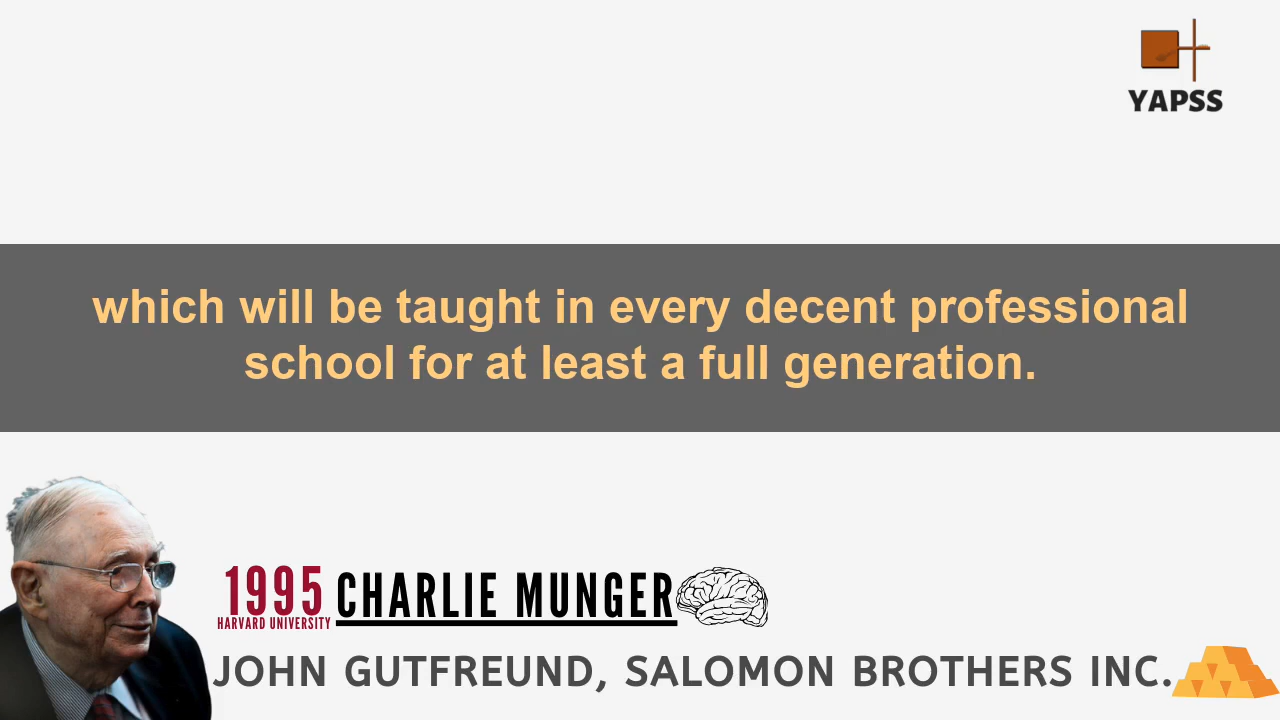 YAPSS
which will be taught in every decent professional
school for at least a full generation.
1995 CHARLIE MUNGER
HARVARD UNIVERSITY
JOHN GUTFREUND, SALOMON BROTHERS INC.